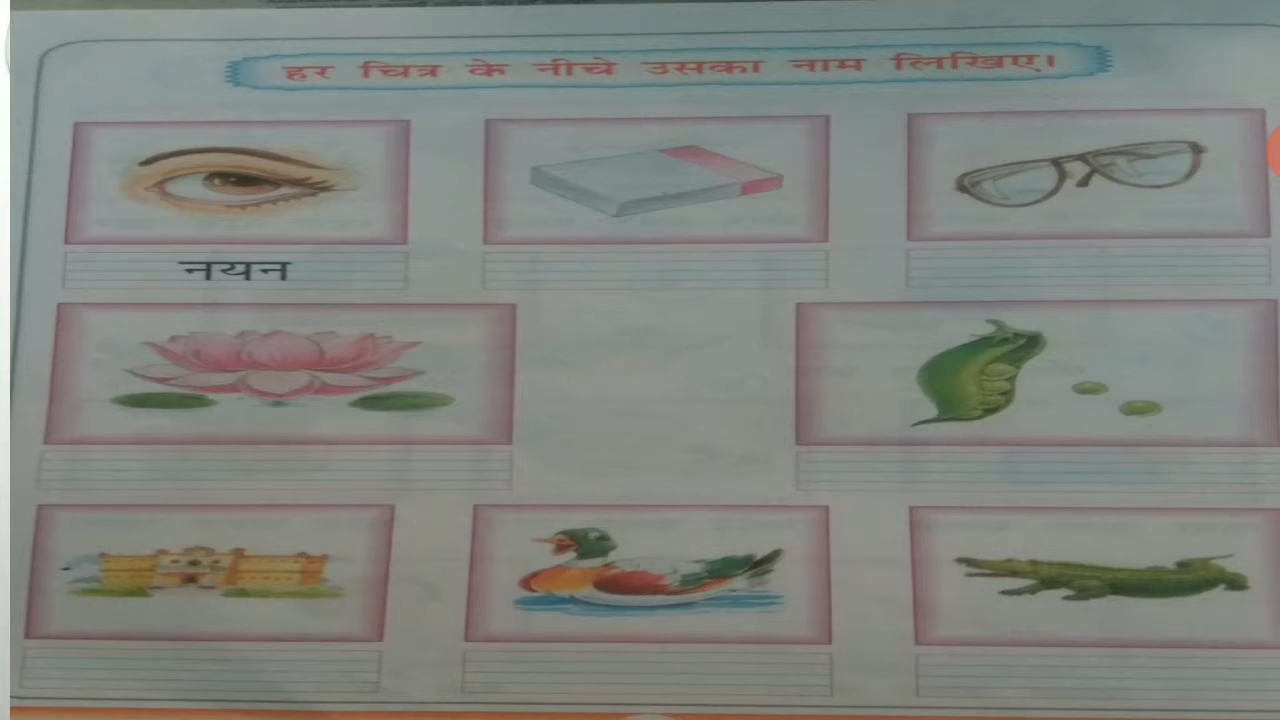 हर चित्र के नीचे उसका नाम लिखिए।
नयन